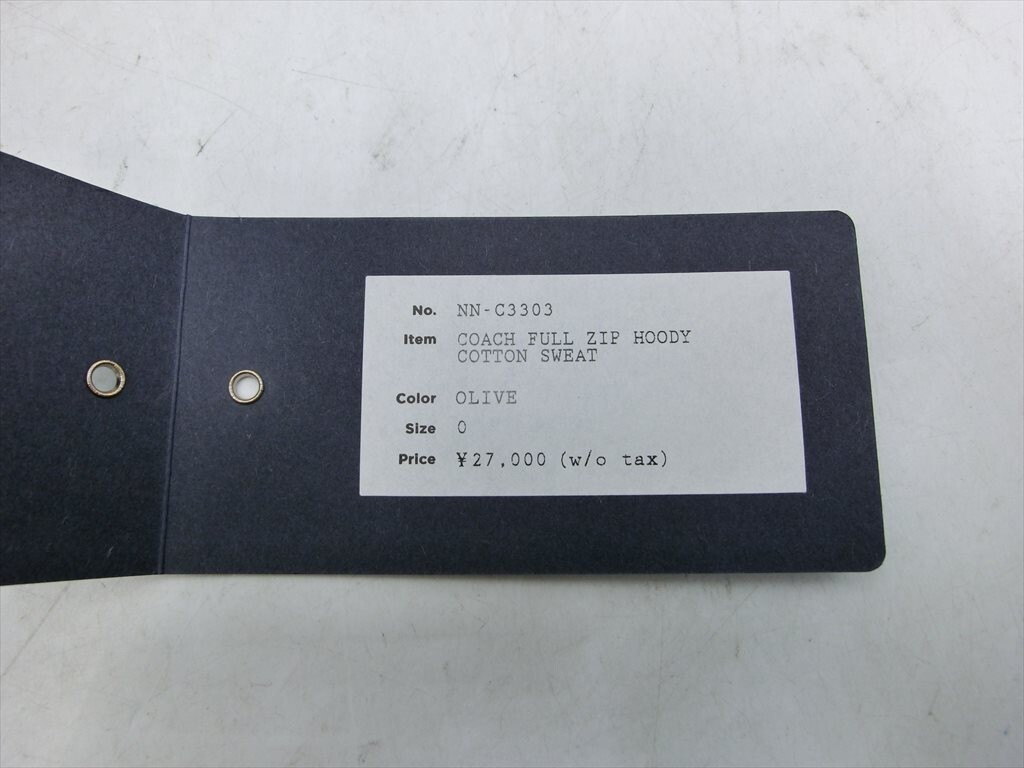 No. NN-C3303
Item COACH FULL ZIP HOODY
COTTON SWEAT
Color OLIVE
Size 0
Price ¥27,000 (w/o tax)